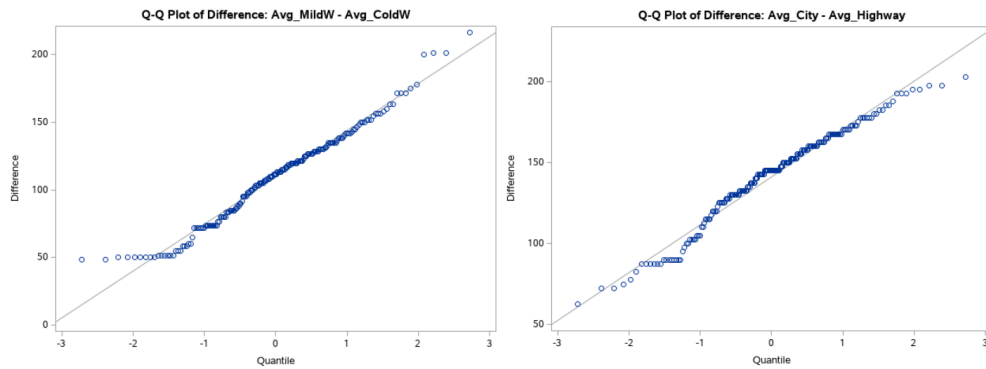 Q-Q Plot of Difference: Avg_MildW - Avg_ColdW
200
150
100
50
0
Difference
-3 -2 -1 0 1 2 3
Quantile
Q-Q Plot of Difference: Avg_City - Avg_Highway
200
150
100
50
Difference
-3 -2 -1 0 1 2 3
Quantile